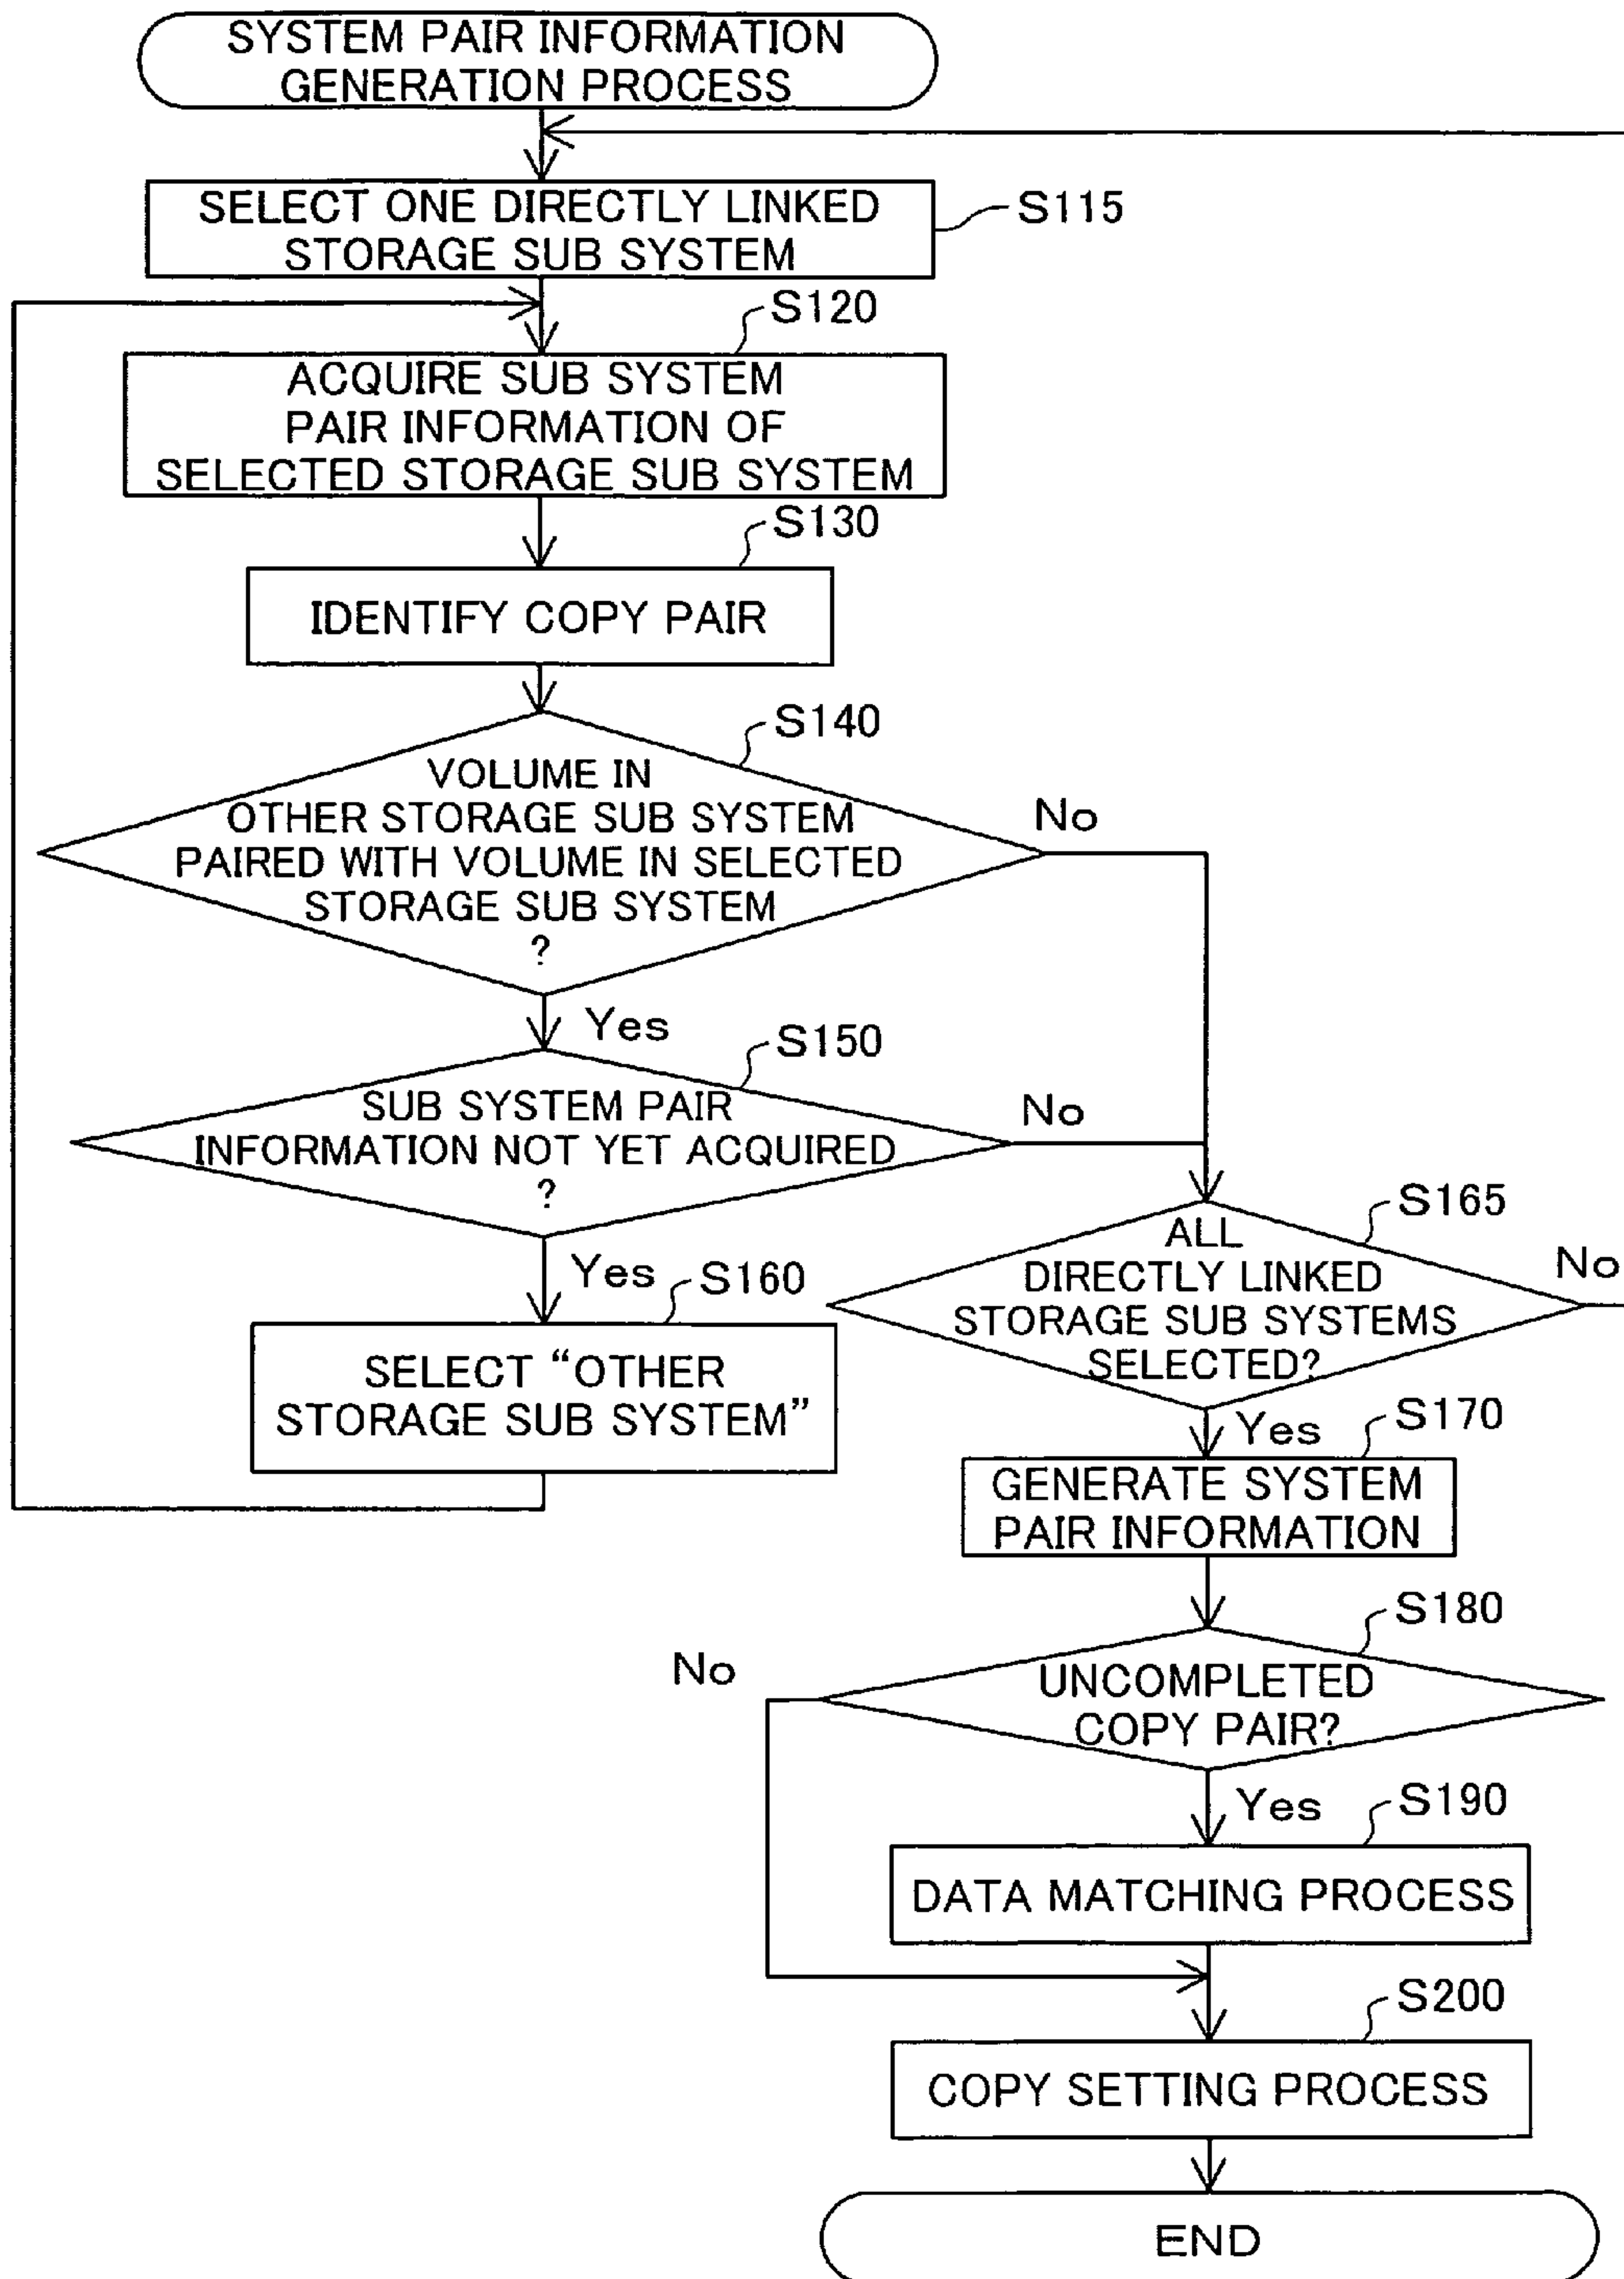 SYSTEM PAIR INFORMATION
GENERATION PROCESS
SELECT ONE DIRECTLY LINKED
STORAGE SUB SYSTEM
S115
S120
ACQUIRE SUB SYSTEM
PAIR INFORMATION OF
SELECTED STORAGE SUB SYSTEM
S130
IDENTIFY COPY PAIR
S140
VOLUME IN
OTHER STORAGE SUB SYSTEM
PAIRED WITH VOLUME IN SELECTED
STORAGE SUB SYSTEM
?
No
Yes
S150
SUB SYSTEM PAIR
INFORMATION NOT YET ACQUIRED
?
No
Yes
S160
SELECT “OTHER
STORAGE SUB SYSTEM”
S165
ALL
DIRECTLY LINKED
STORAGE SUB SYSTEMS
SELECTED?
No
Yes
S170
GENERATE SYSTEM
PAIR INFORMATION
S180
UNCOMPLETED
COPY PAIR?
No
Yes
S190
DATA MATCHING PROCESS
S200
COPY SETTING PROCESS
END